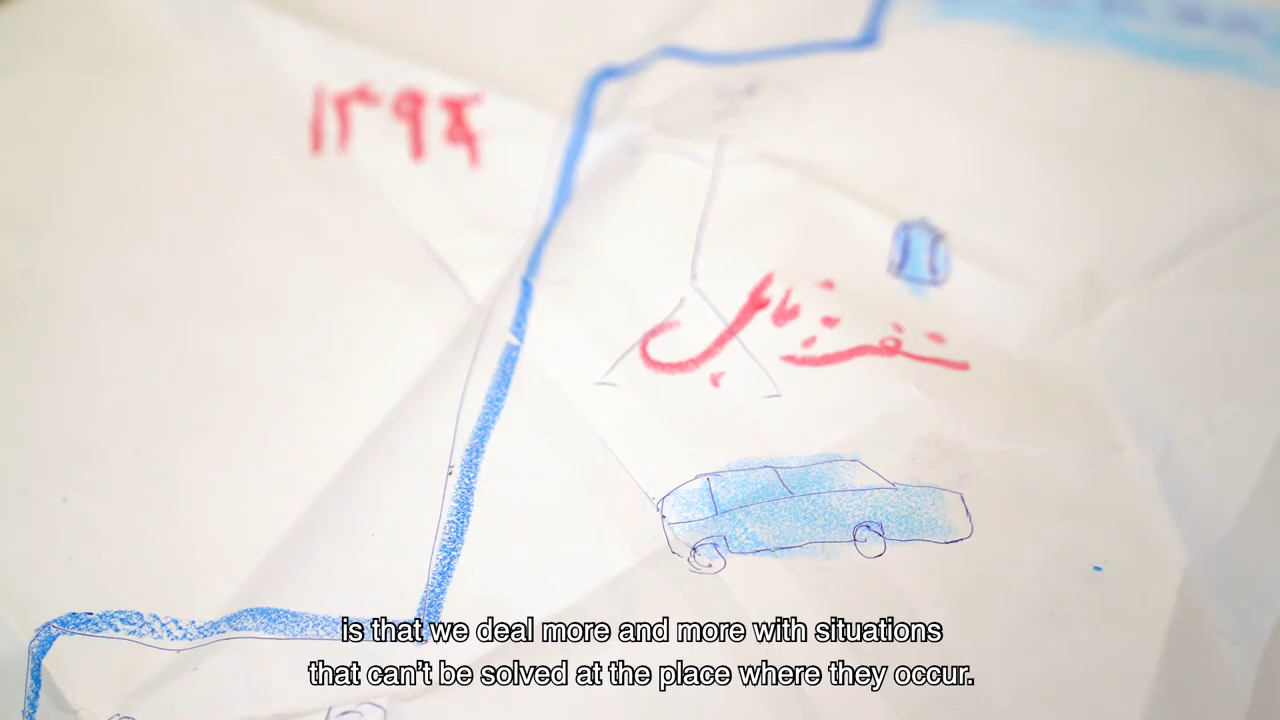 ۱۳۹۴
is that we deal more and more with situations
that can't be solved at the place where they occur.